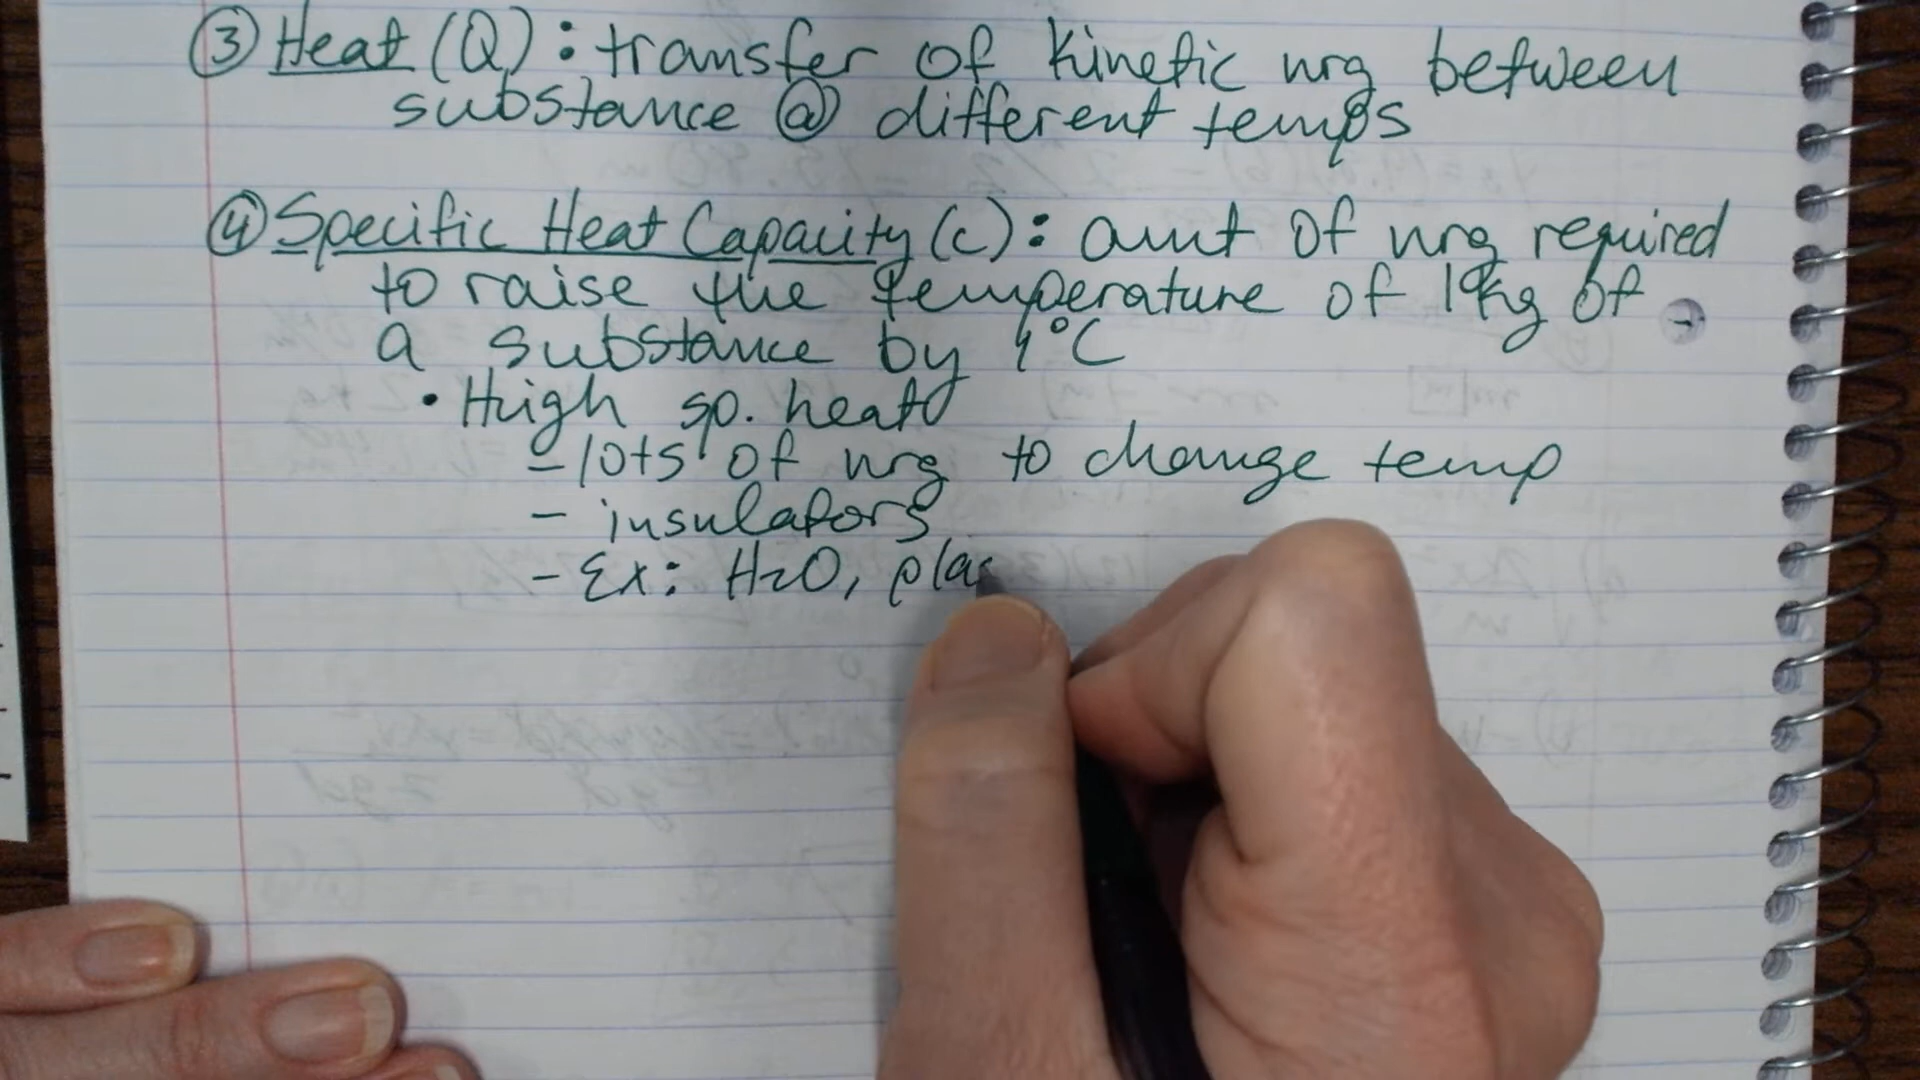 ③ Heat (Q): transfer of kinetic nrg between
substance @ different temps
④ Specific Heat Capacity (c): amt of nrg required
to raise the temperature of 1kg of
a substance by 1°C
• High sp. heat
- lots of nrg to change temp
- insulators
- Ex: H2O, plas